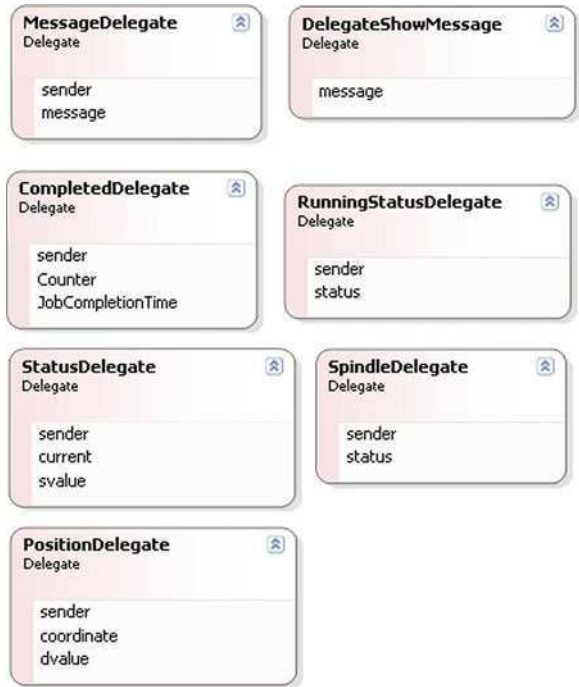 MessageDelegate
Delegate
sender
message
DelegateShowMessage
Delegate
message
CompletedDelegate
Delegate
sender
Counter
JobCompletionTime
RunningStatusDelegate
Delegate
sender
status
StatusDelegate
Delegate
sender
current
svalue
SpindleDelegate
Delegate
sender
status
PositionDelegate
Delegate
sender
coordinate
dvalue